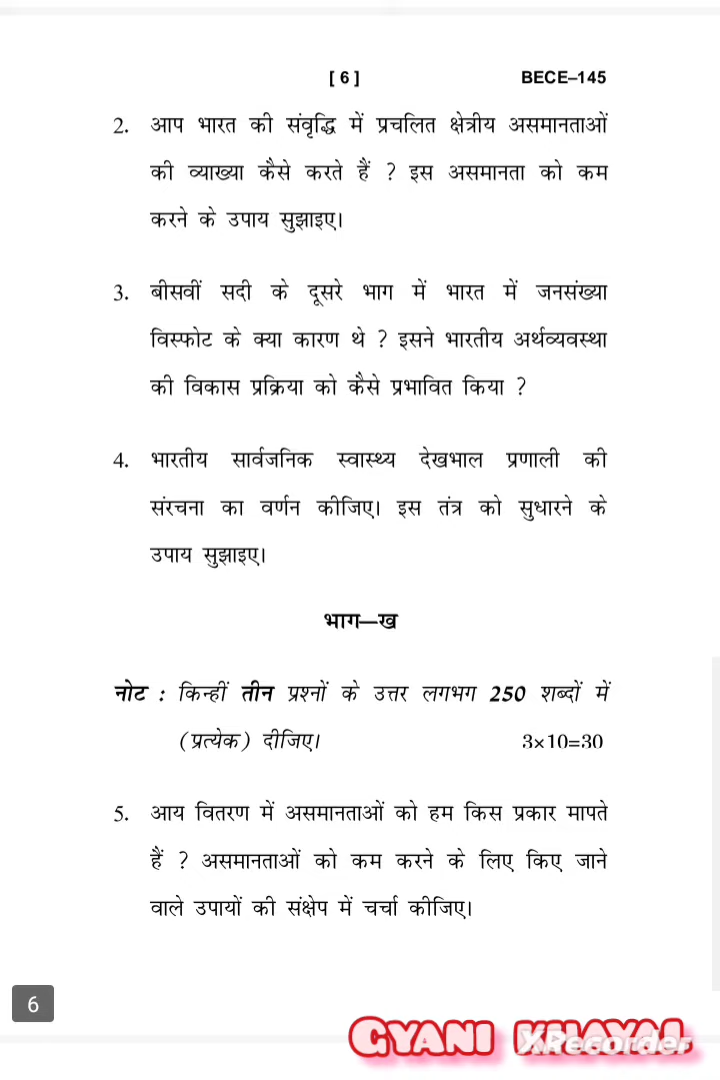 [ 6 ] BECE–145
2. आप भारत की संवृद्धि में प्रचलित क्षेत्रीय असमानताओं
की व्याख्या कैसे करते हैं ? इस असमानता को कम
करने के उपाय सुझाइए।
3. बीसवीं सदी के दूसरे भाग में भारत में जनसंख्या
विस्फोट के क्या कारण थे ? इसने भारतीय अर्थव्यवस्था
की विकास प्रक्रिया को कैसे प्रभावित किया ?
4. भारतीय सार्वजनिक स्वास्थ्य देखभाल प्रणाली की
संरचना का वर्णन कीजिए। इस तंत्र को सुधारने के
उपाय सुझाइए।
भाग—ख
नोट : किन्हीं तीन प्रश्नों के उत्तर लगभग 250 शब्दों में
(प्रत्येक) दीजिए। 3×10=30
5. आय वितरण में असमानताओं को हम किस प्रकार मापते
हैं ? असमानताओं को कम करने के लिए किए जाने
वाले उपायों की संक्षेप में चर्चा कीजिए।
6
GYANI
XRecorder